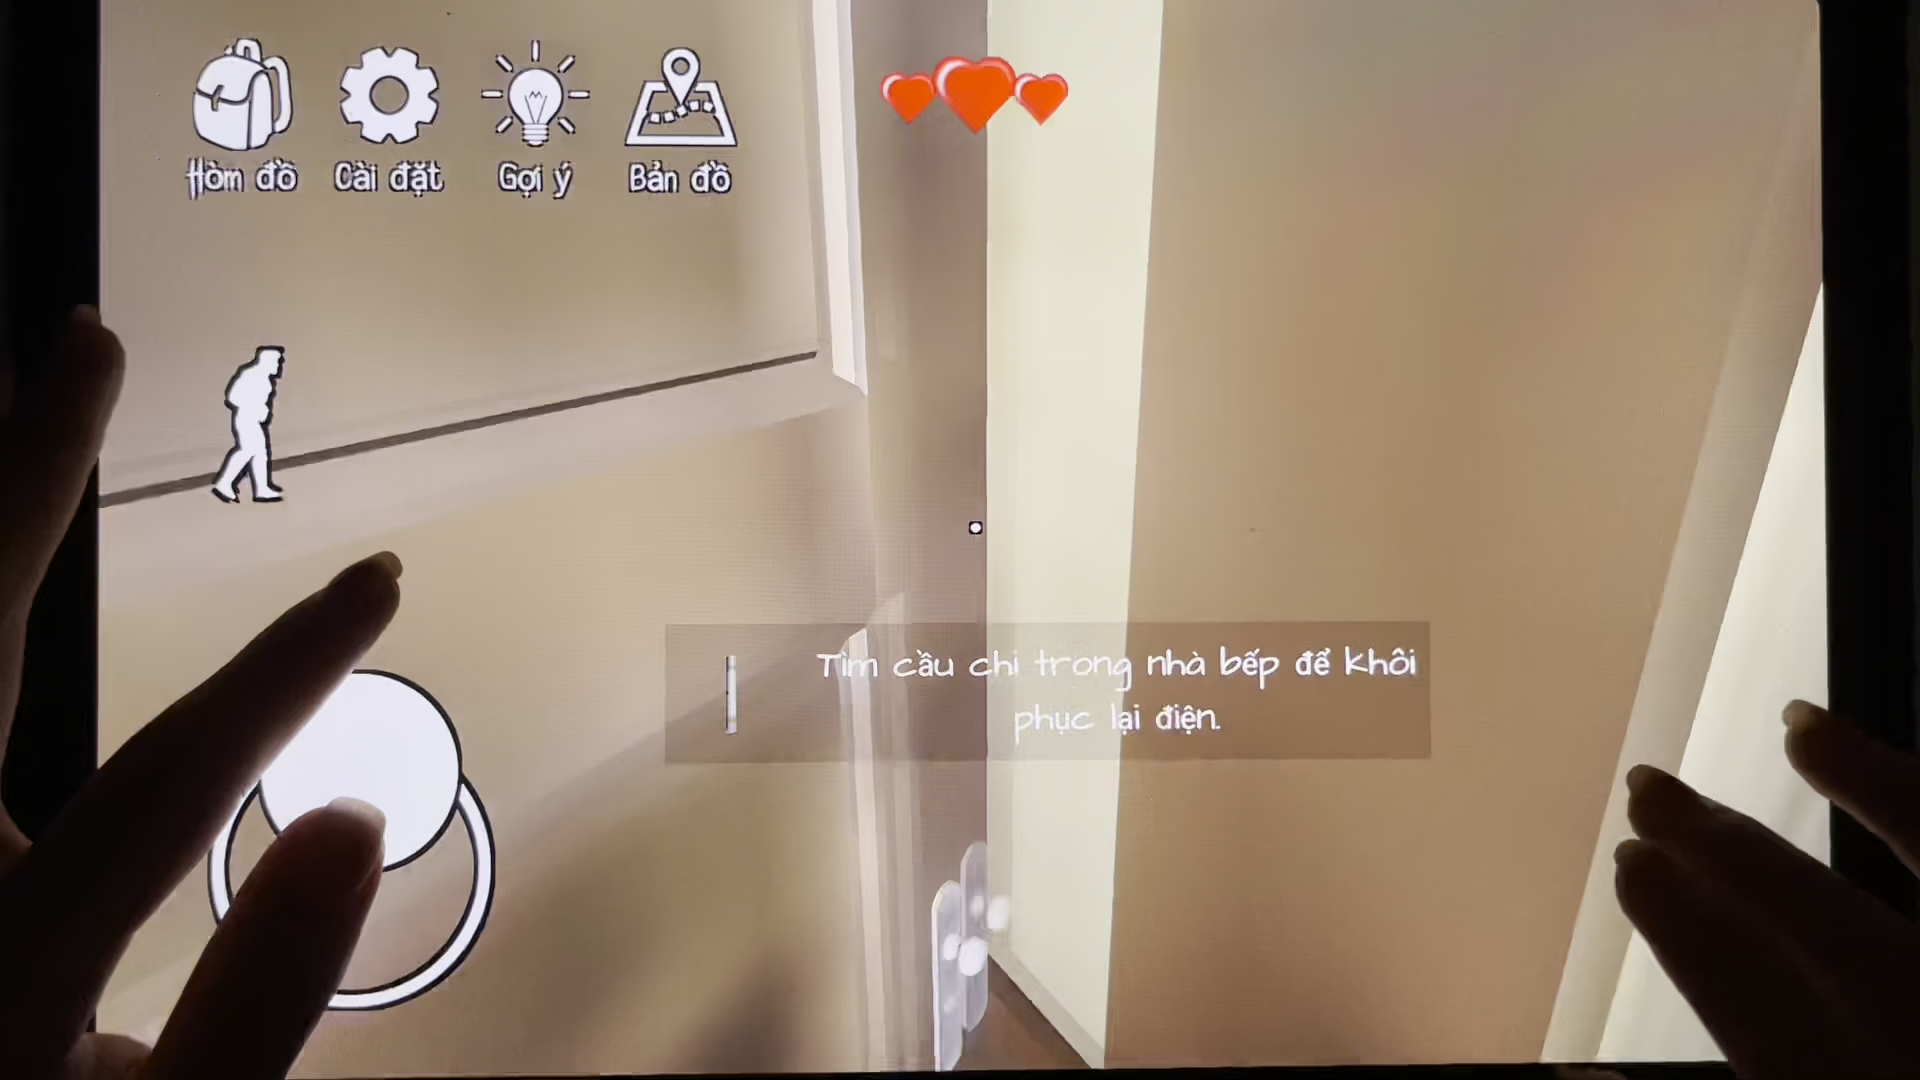 Hòm đồ
Cài đặt
Gợi ý
Bản đồ
Tìm cầu chì trong nhà bếp để khôi
phục lại điện.